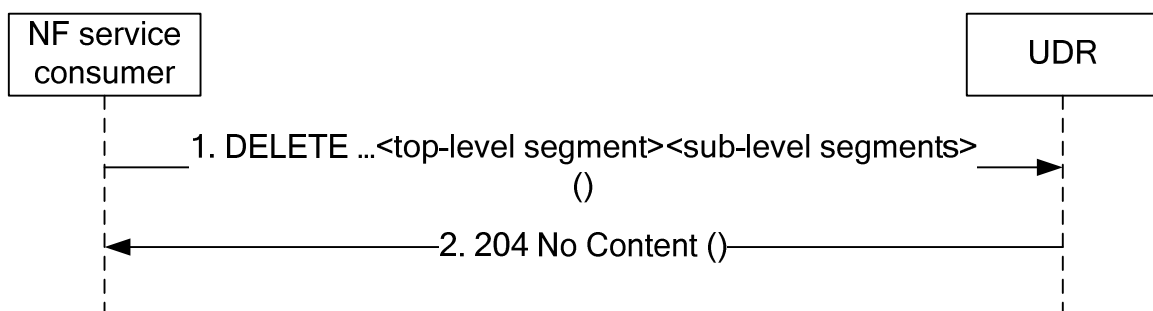 NF service
consumer
UDR
1. DELETE ...<top-level segment><sub-level segments>
()
2. 204 No Content ()